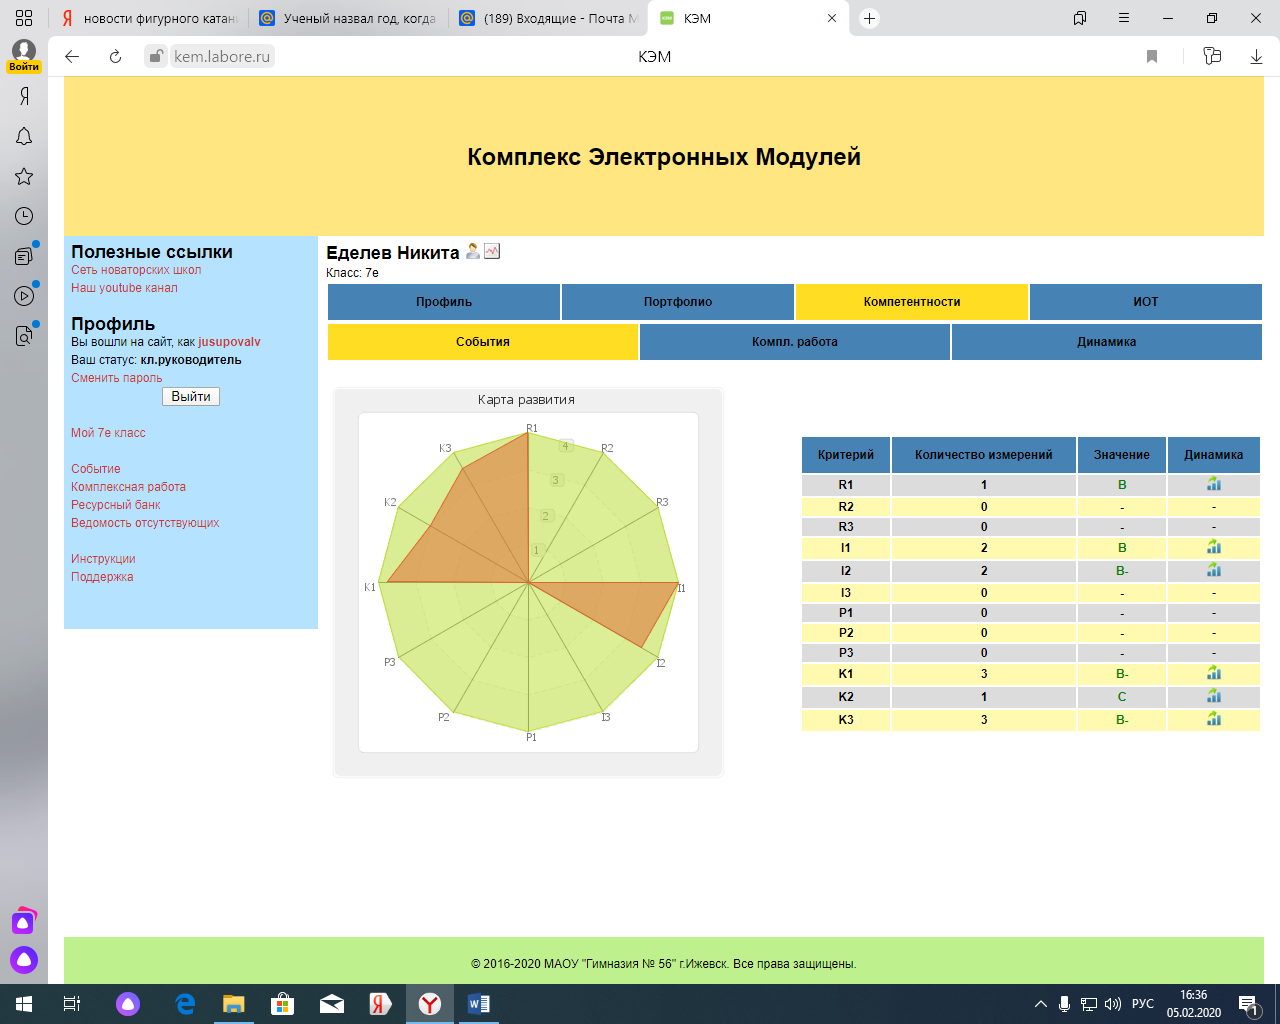 новости фигурного катан
Ученый назвал год, когда
(189) Входящие - Почта М
КЭМ
Войти
kem.labore.ru
КЭМ
Комплекс Электронных Модулей
Полезные ссылки
Сеть новаторских школ
Наш youtube канал
Профиль
Вы вошли на сайт, как jusupovalv
Ваш статус: кл.руководитель
Сменить пароль
Выйти
Мой 7е класс
Событие
Комплексная работа
Ресурсный банк
Ведомость отсутствующих
Инструкции
Поддержка
Еделев Никита
Класс: 7е
Профиль Портфолио Компетентности ИОТ
События Компл. работа Динамика
Карта развития
R1
R2
R3
I1
I2
I3
P1
P2
P3
K1
K2
K3
4
3
2
1
Критерий Количество измерений Значение Динамика
R1 1 B
R2 0 - -
R3 0 - -
I1 2 B
I2 2 B-
I3 0 - -
P1 0 - -
P2 0 - -
P3 0 - -
K1 3 B-
K2 1 C
K3 3 B-
© 2016-2020 МАОУ "Гимназия № 56" г.Ижевск. Все права защищены.
РУС
16:36
05.02.2020
1